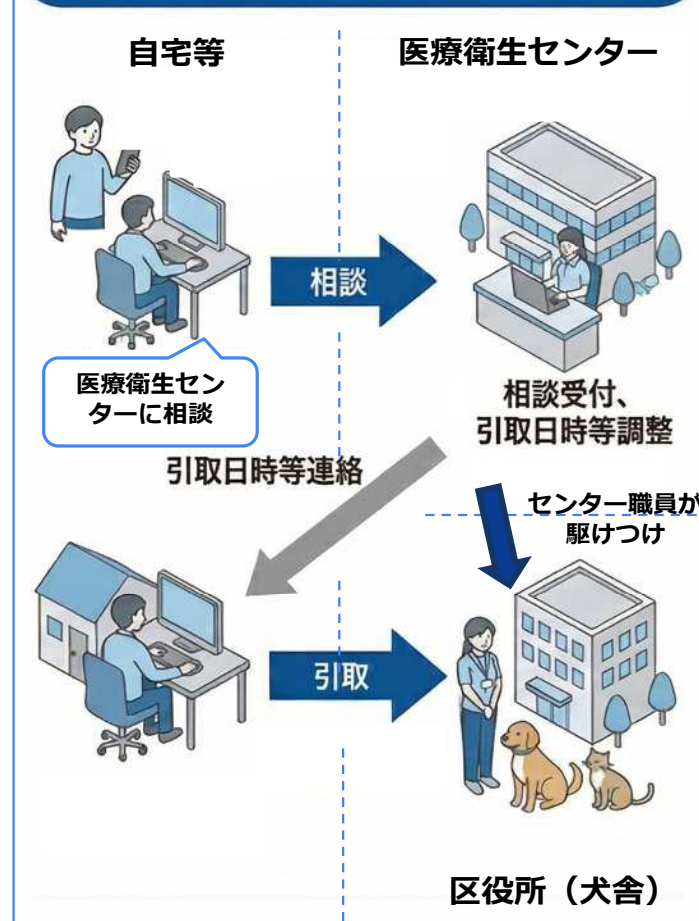 自宅等
医療衛生センター
相談
医療衛生セン
ターに相談
相談受付、
引取日時等調整
引取日時等連絡
センター職員が
駆けつけ
引取
区役所（犬舎）